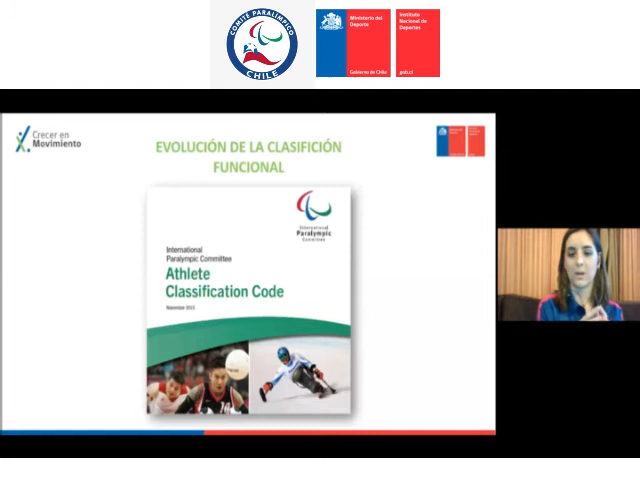 COMITÉ PARALÍMPICO
CHILE
Ministerio del
Deporte
Gobierno de Chile
Instituto
Nacional de
Deportes
gob.cl
Crecer en
Movimiento
EVOLUCIÓN DE LA CLASIFICIÓN
FUNCIONAL
International
Paralympic
Committee
International
Paralympic Committee
Athlete
Classification Code
November 2015